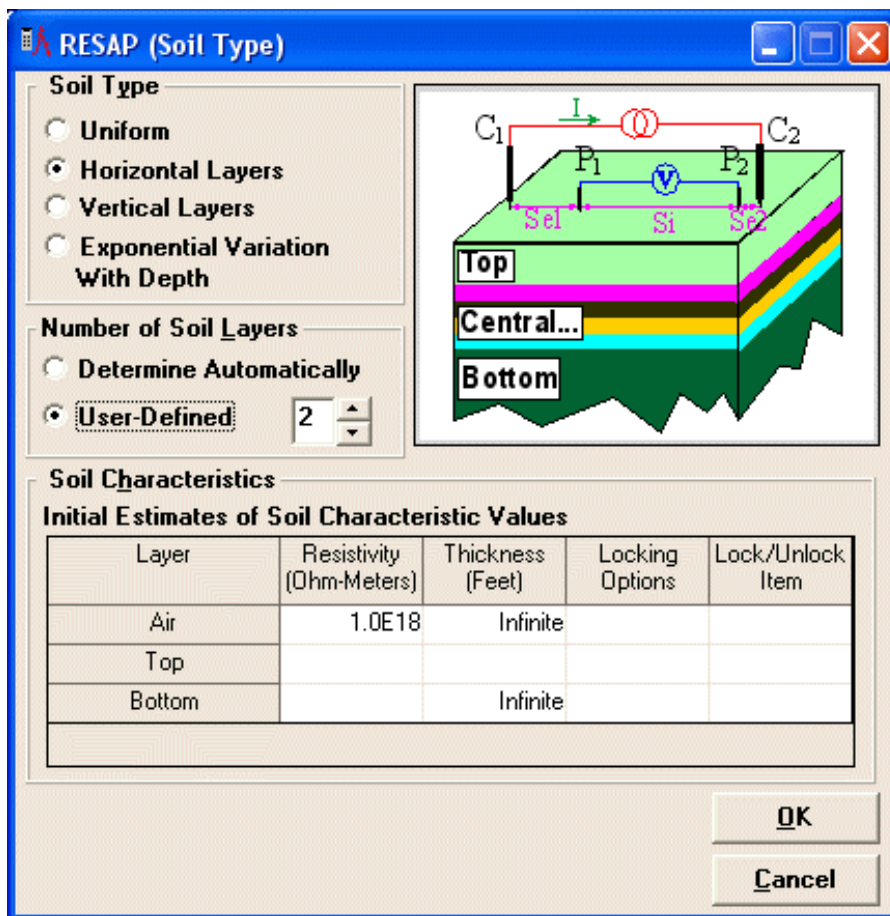 RESAP (Soil Type)
Soil Type
Uniform
Horizontal Layers
Vertical Layers
Exponential Variation
With Depth
Number of Soil Layers
Determine Automatically
User-Defined 2
I
C1 C2
P1 P2
V
Se1 Si Se2
Top
Central...
Bottom
Soil Characteristics
Initial Estimates of Soil Characteristic Values
Layer Resistivity (Ohm-Meters) Thickness (Feet) Locking Options Lock/Unlock Item
Air 1.0E18 Infinite
Top
Bottom Infinite
OK
Cancel